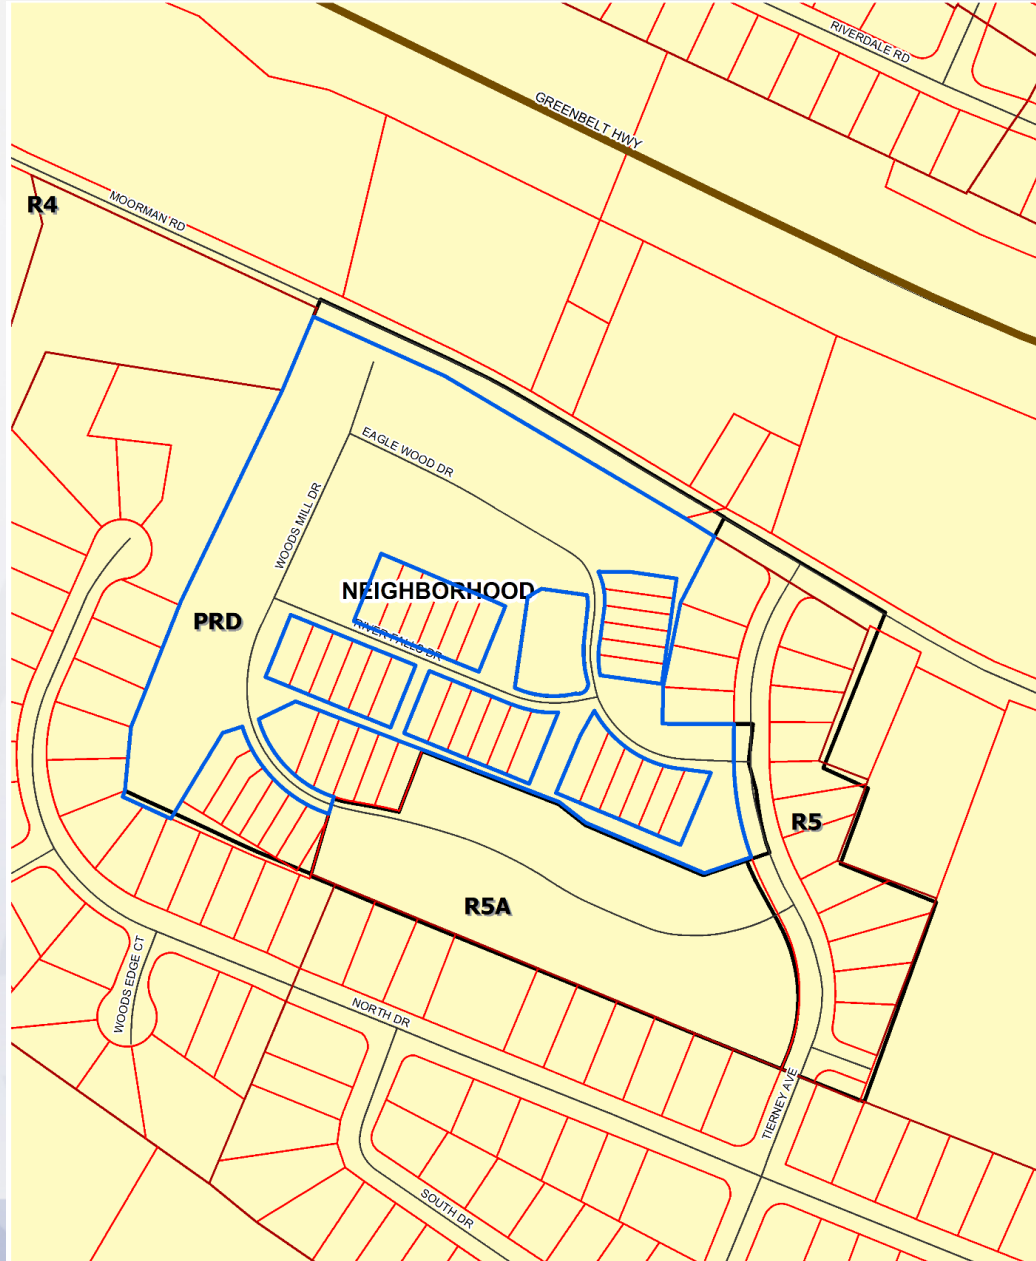 RIVERDALE RD
GREENBELT HWY
R4
MOORMAN RD
EAGLE WOOD DR
WOODS MILL DR
NEIGHBORHOOD
PRD
RIVER FALLS DR
R5
R5A
WOODS EDGE CT
NORTH DR
TIERNEY AVE
SOUTH DR